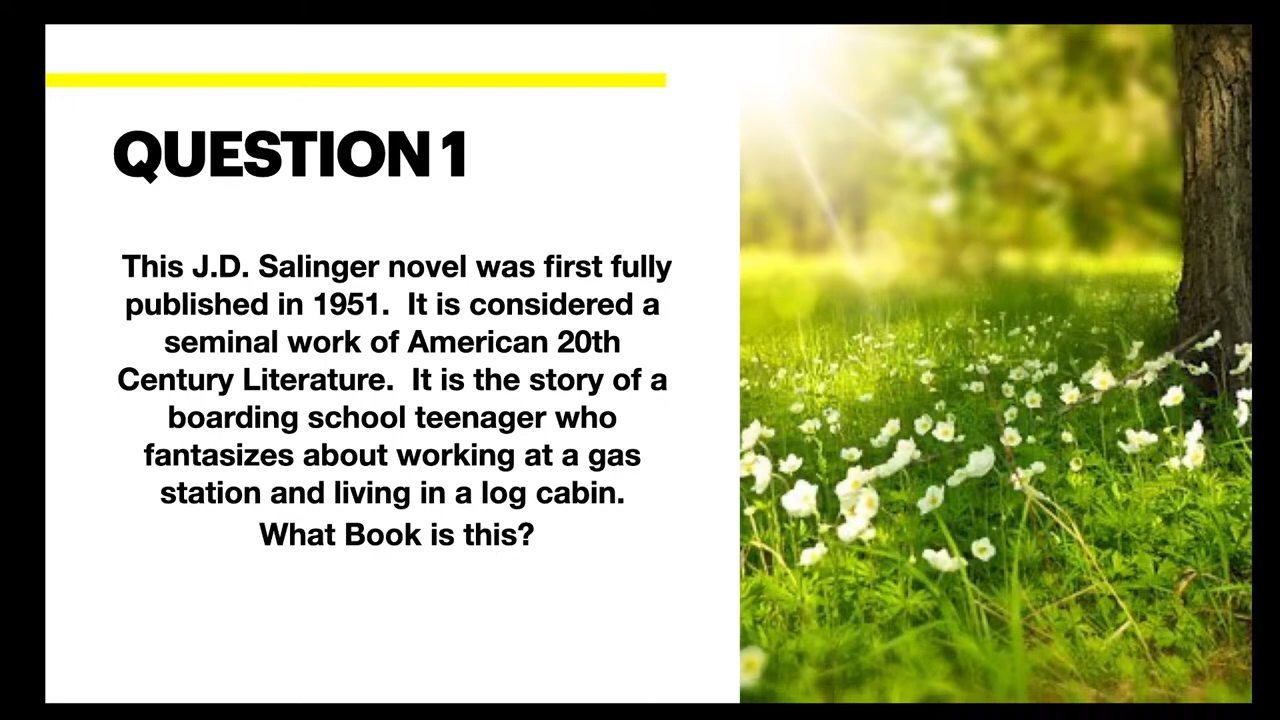 QUESTION 1
This J.D. Salinger novel was first fully
published in 1951.  It is considered a
seminal work of American 20th
Century Literature.  It is the story of a
boarding school teenager who
fantasizes about working at a gas
station and living in a log cabin.
What Book is this?